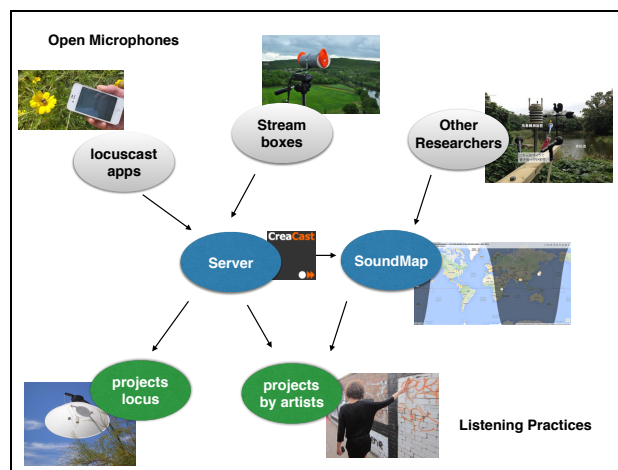 Open Microphones
locuscast
apps
Stream
boxes
Other
Researchers
Server
CreaCast
SoundMap
projects
locus
projects
by artists
Listening Practices